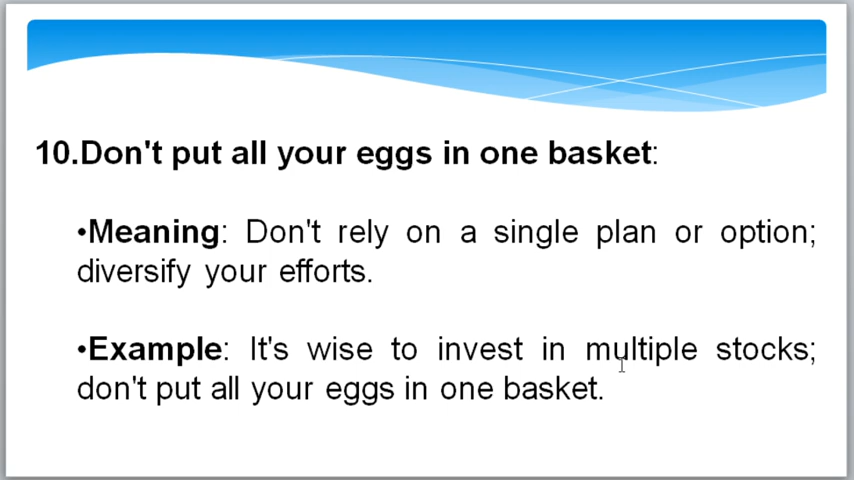 10.Don't put all your eggs in one basket:
•Meaning: Don't rely on a single plan or option;
diversify your efforts.
•Example: It's wise to invest in multiple stocks;
don't put all your eggs in one basket.